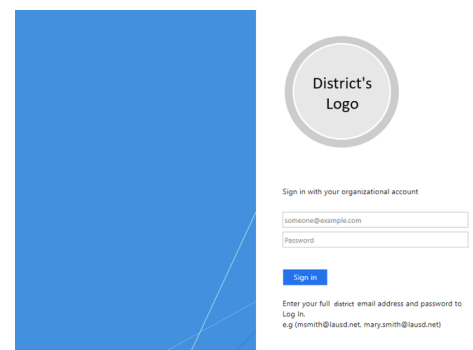 District's
Logo
Sign in with your organizational account
someone@example.com
Password
Sign in
Enter your full district email address and password to
Log In.
e.g (msmith@lausd.net, mary.smith@lausd.net)